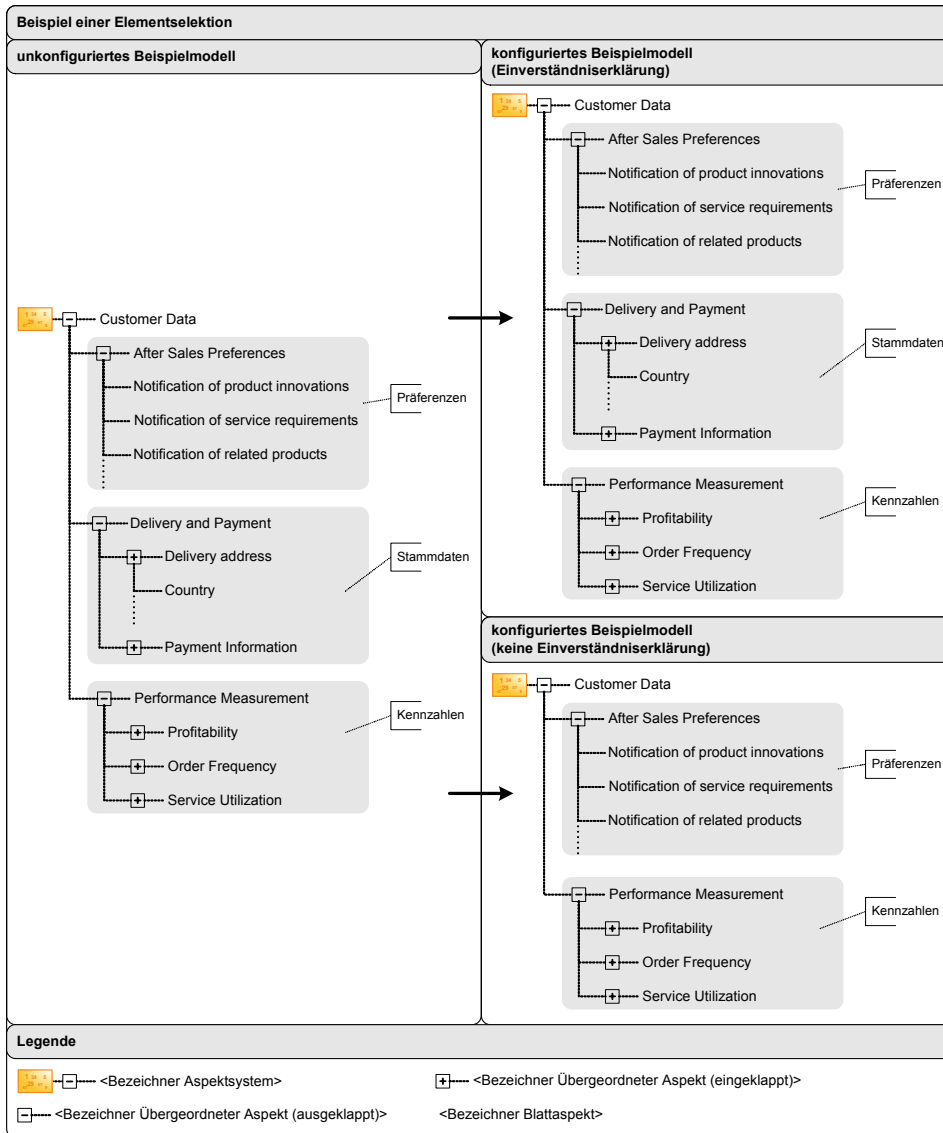 Beispiel einer Elementselektion
unkonfiguriertes Beispielmodell
Customer Data
After Sales Preferences
Notification of product innovations
Notification of service requirements
Notification of related products
Präferenzen
Delivery and Payment
Delivery address
Country
Payment Information
Stammdaten
Performance Measurement
Profitability
Order Frequency
Service Utilization
Kennzahlen
konfiguriertes Beispielmodell
(Einverständniserklärung)
Customer Data
After Sales Preferences
Notification of product innovations
Notification of service requirements
Notification of related products
Präferenzen
Delivery and Payment
Delivery address
Country
Payment Information
Stammdaten
Performance Measurement
Profitability
Order Frequency
Service Utilization
Kennzahlen
konfiguriertes Beispielmodell
(keine Einverständniserklärung)
Customer Data
After Sales Preferences
Notification of product innovations
Notification of service requirements
Notification of related products
Präferenzen
Performance Measurement
Profitability
Order Frequency
Service Utilization
Kennzahlen
Legende
<Bezeichner Aspektsystem>
<Bezeichner Übergeordneter Aspekt (eingeklappt)>
<Bezeichner Übergeordneter Aspekt (ausgeklappt)>
<Bezeichner Blattaspekt>